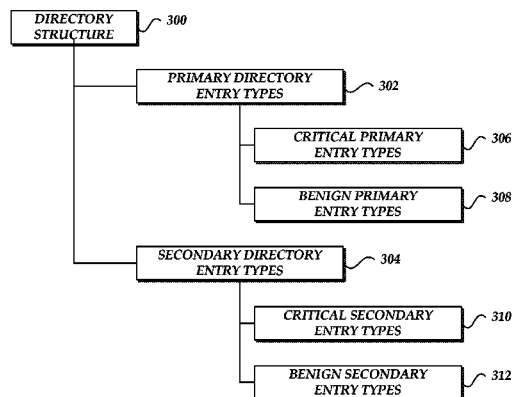 DIRECTORY
STRUCTURE
300
PRIMARY DIRECTORY
ENTRY TYPES
302
CRITICAL PRIMARY
ENTRY TYPES
306
BENIGN PRIMARY
ENTRY TYPES
308
SECONDARY DIRECTORY
ENTRY TYPES
304
CRITICAL SECONDARY
ENTRY TYPES
310
BENIGN SECONDARY
ENTRY TYPES
312